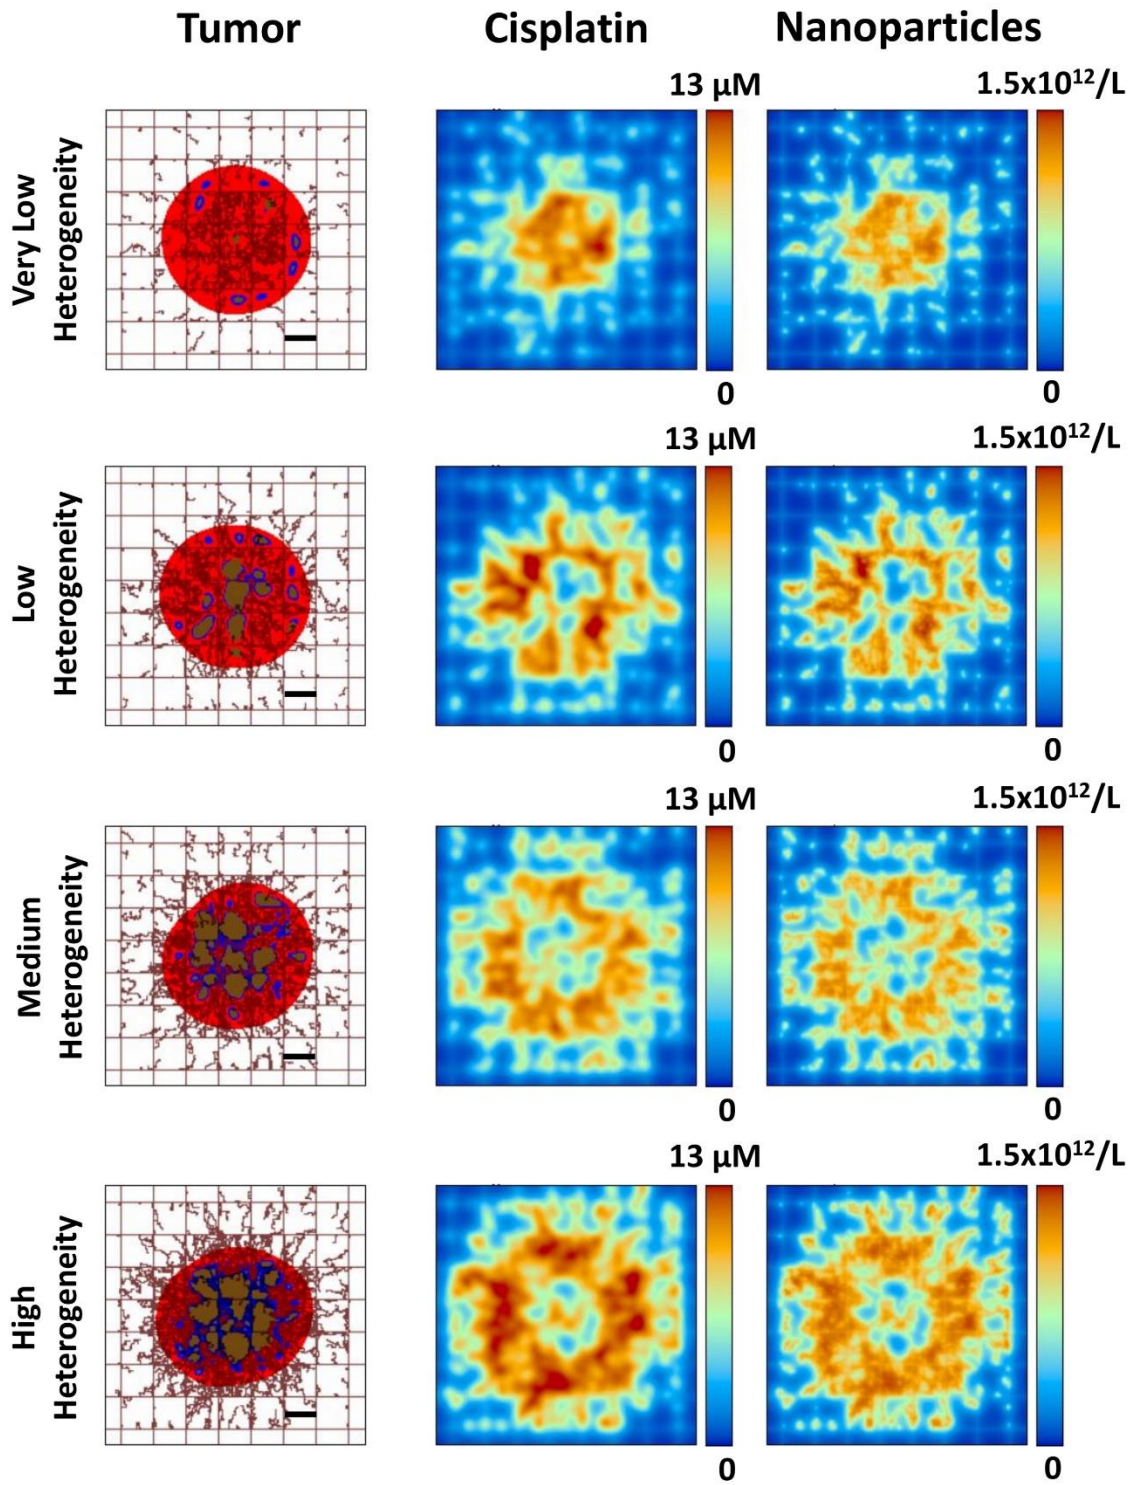 Tumor
Cisplatin
Nanoparticles
Very Low
Heterogeneity
13 μM
0
1.5x10¹²/L
0
Low
Heterogeneity
13 μM
0
1.5x10¹²/L
0
Medium
Heterogeneity
13 μM
0
1.5x10¹²/L
0
High
Heterogeneity
13 μM
0
1.5x10¹²/L
0